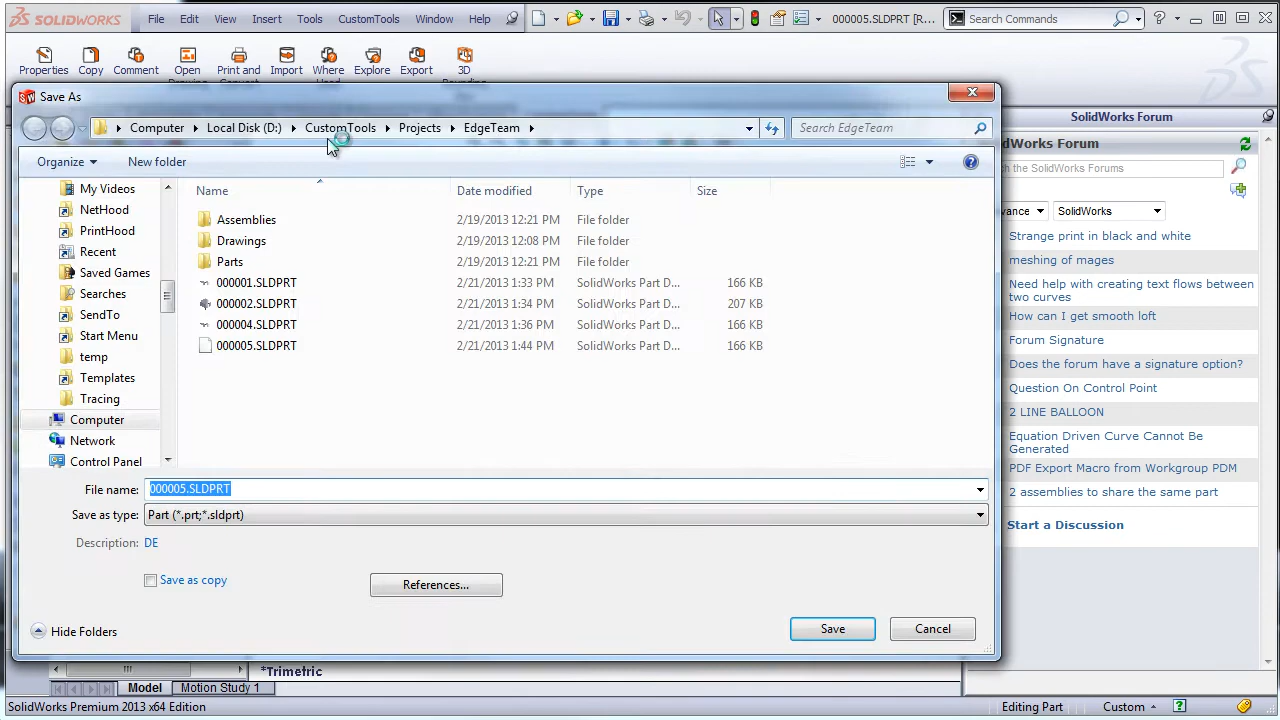 SOLIDWORKS File Edit View Insert Tools CustomTools Window Help 000005.SLDPRT [R... Search Commands
Properties Copy Comment Open Print and Import Where Explore Export 3D
SolidWorks Forum
Save As
Computer Local Disk (D:) CustomTools Projects EdgeTeam Search EdgeTeam
Organize New folder
Name Date modified Type Size
My Videos
NetHood
PrintHood
Recent
Saved Games
Searches
SendTo
Start Menu
temp
Templates
Tracing
Computer
Network
Control Panel
Assemblies 2/19/2013 12:21 PM File folder
Drawings 2/19/2013 12:08 PM File folder
Parts 2/19/2013 12:21 PM File folder
000001.SLDPRT 2/21/2013 1:33 PM SolidWorks Part D... 166 KB
000002.SLDPRT 2/21/2013 1:34 PM SolidWorks Part D... 207 KB
000004.SLDPRT 2/21/2013 1:36 PM SolidWorks Part D... 166 KB
000005.SLDPRT 2/21/2013 1:44 PM SolidWorks Part D... 166 KB
File name: 000005.SLDPRT
Save as type: Part (*.prt;*.sldprt)
Description: DE
Save as copy
References...
Hide Folders
Save Cancel
dWorks Forum
ch the SolidWorks Forums
vance SolidWorks
Strange print in black and white
meshing of mages
Need help with creating text flows between
two curves
How can I get smooth loft
Forum Signature
Does the forum have a signature option?
Question On Control Point
2 LINE BALLOON
Equation Driven Curve Cannot Be
Generated
PDF Export Macro from Workgroup PDM
2 assemblies to share the same part
Start a Discussion
*Trimetric
Model Motion Study 1
SolidWorks Premium 2013 x64 Edition Editing Part Custom